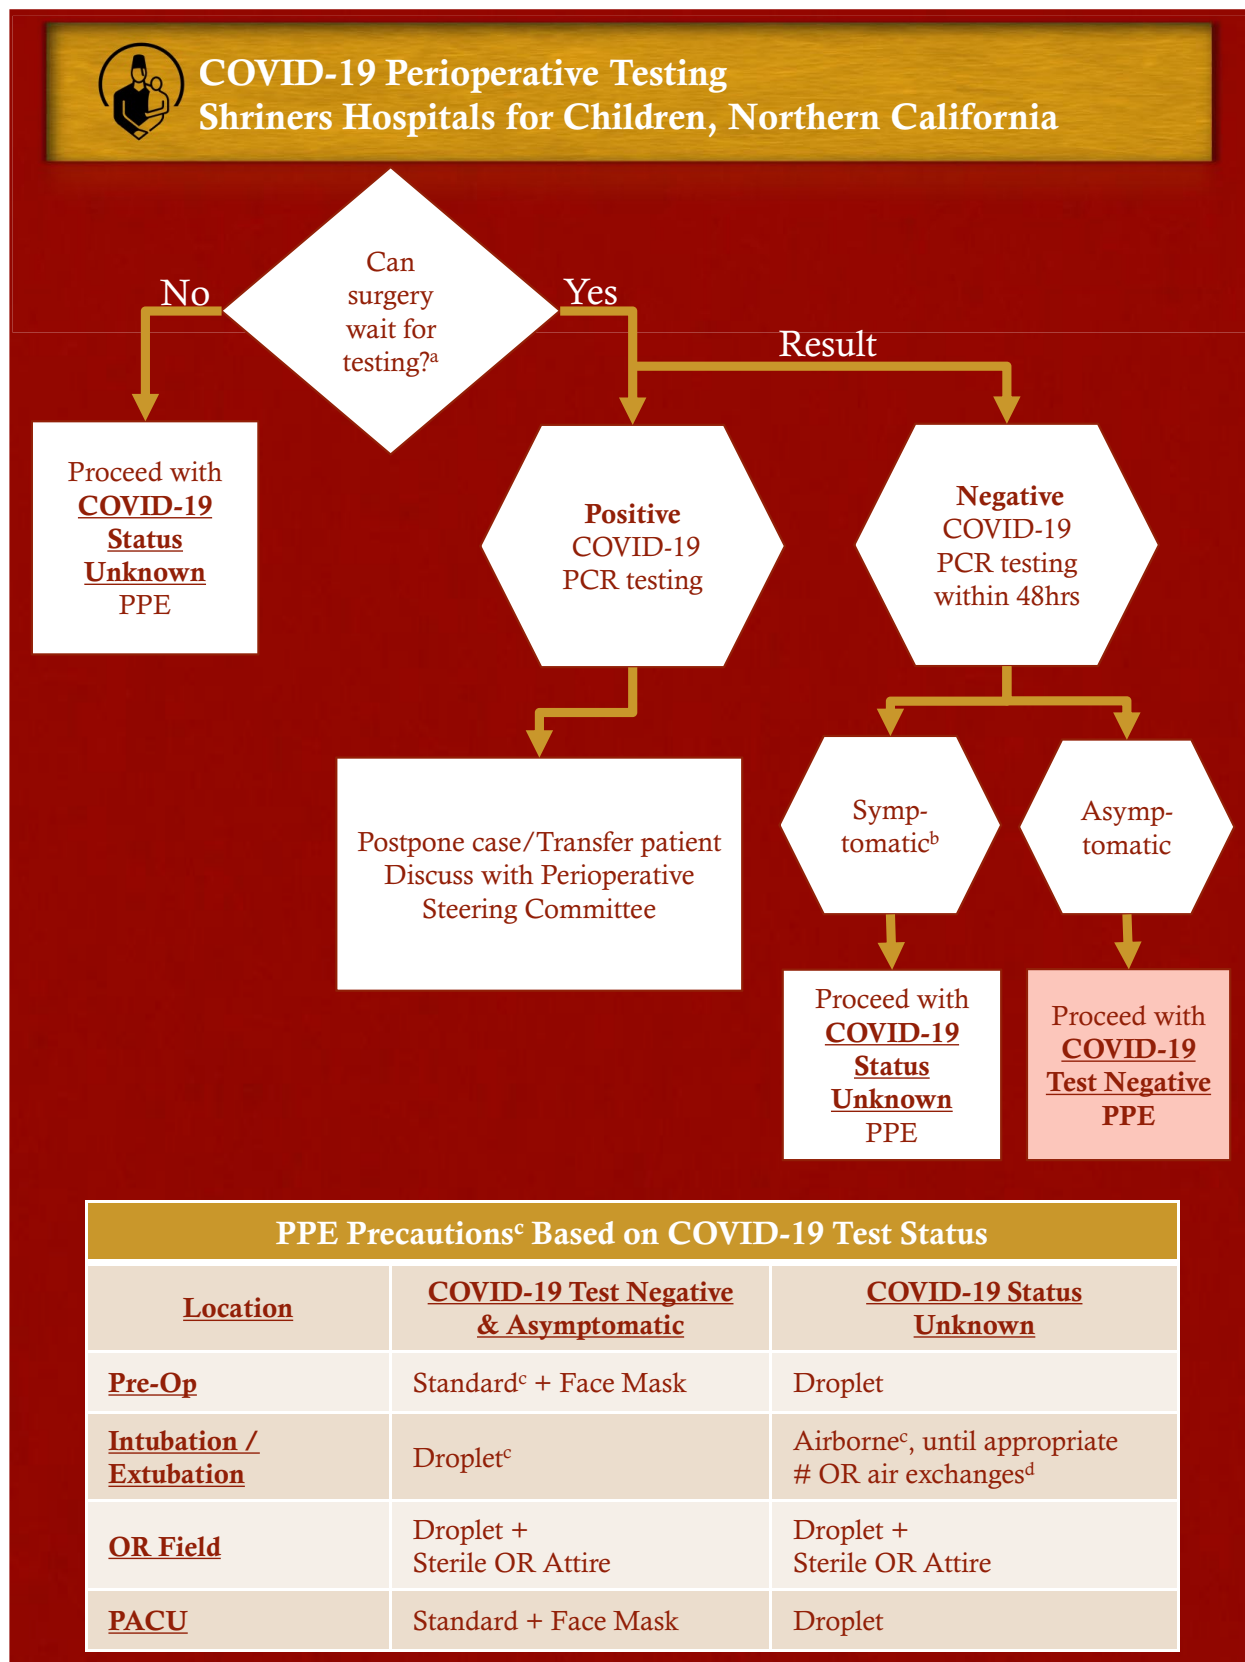 COVID-19 Perioperative Testing
Shriners Hospitals for Children, Northern California
Can
surgery
wait for
testing?ᵃ
No
Yes
Result
Proceed with
COVID-19
Status
Unknown
PPE
Positive
COVID-19
PCR testing
Negative
COVID-19
PCR testing
within 48hrs
Postpone case/Transfer patient
Discuss with Perioperative
Steering Committee
Symp-
tomaticᵇ
Asymp-
tomatic
Proceed with
COVID-19
Status
Unknown
PPE
Proceed with
COVID-19
Test Negative
PPE
PPE Precautionsᶜ Based on COVID-19 Test Status
Location
COVID-19 Test Negative
& Asymptomatic
COVID-19 Status
Unknown
Pre-Op
Standardᶜ + Face Mask
Droplet
Intubation /
Extubation
Dropletᶜ
Airborneᶜ, until appropriate
# OR air exchangesᵈ
OR Field
Droplet +
Sterile OR Attire
Droplet +
Sterile OR Attire
PACU
Standard + Face Mask
Droplet